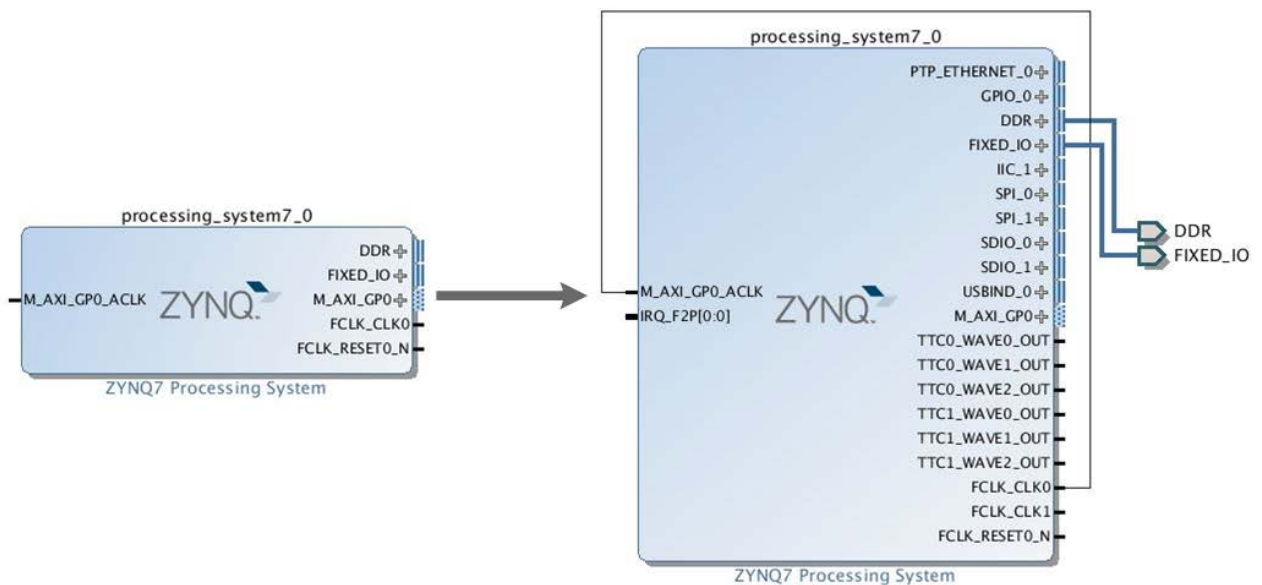 processing_system7_0
DDR
FIXED_IO
M_AXI_GP0_ACLK
ZYNQ
M_AXI_GP0
FCLK_CLK0
FCLK_RESET0_N
ZYNQ7 Processing System
processing_system7_0
PTP_ETHERNET_0
GPIO_0
DDR
FIXED_IO
IIC_1
SPI_0
SPI_1
SDIO_0
SDIO_1
M_AXI_GP0_ACLK
USBIND_0
IRQ_F2P[0:0]
ZYNQ
M_AXI_GP0
TTC0_WAVE0_OUT
TTC0_WAVE1_OUT
TTC0_WAVE2_OUT
TTC1_WAVE0_OUT
TTC1_WAVE1_OUT
TTC1_WAVE2_OUT
FCLK_CLK0
FCLK_CLK1
FCLK_RESET0_N
ZYNQ7 Processing System
DDR
FIXED_IO